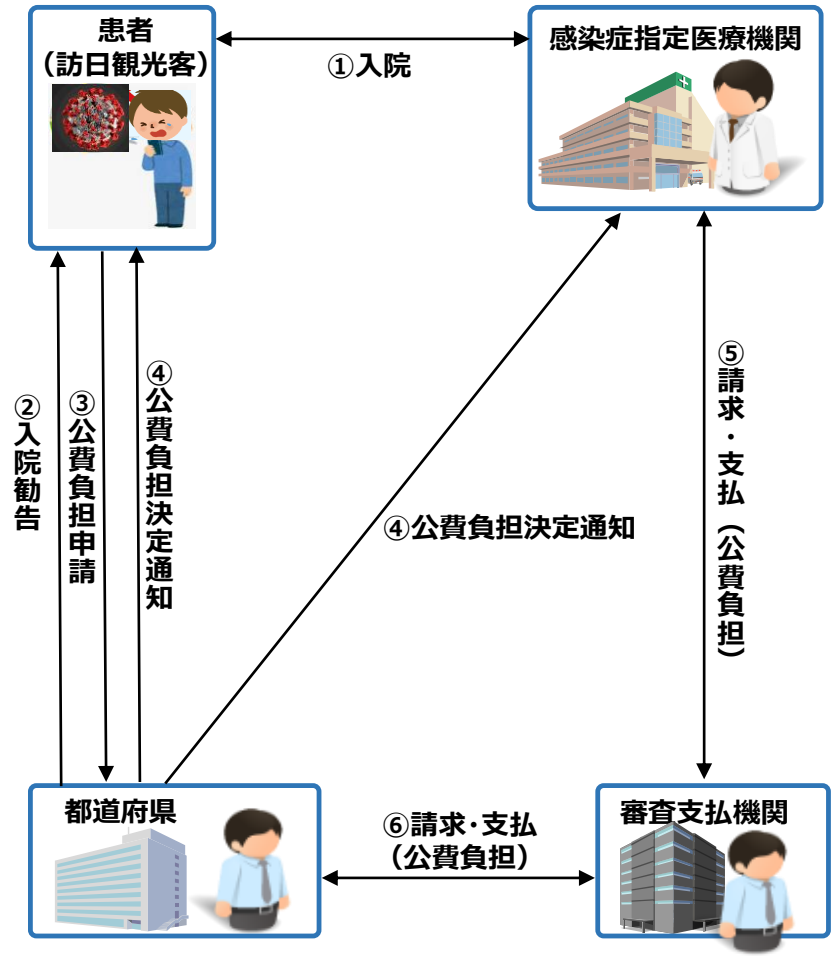 患者
（訪日観光客）
感染症指定医療機関
①入院
②入院勧告
③公費負担申請
④公費負担決定通知
④公費負担決定通知
⑤請求・支払（公費負担）
都道府県
⑥請求・支払
（公費負担）
審査支払機関